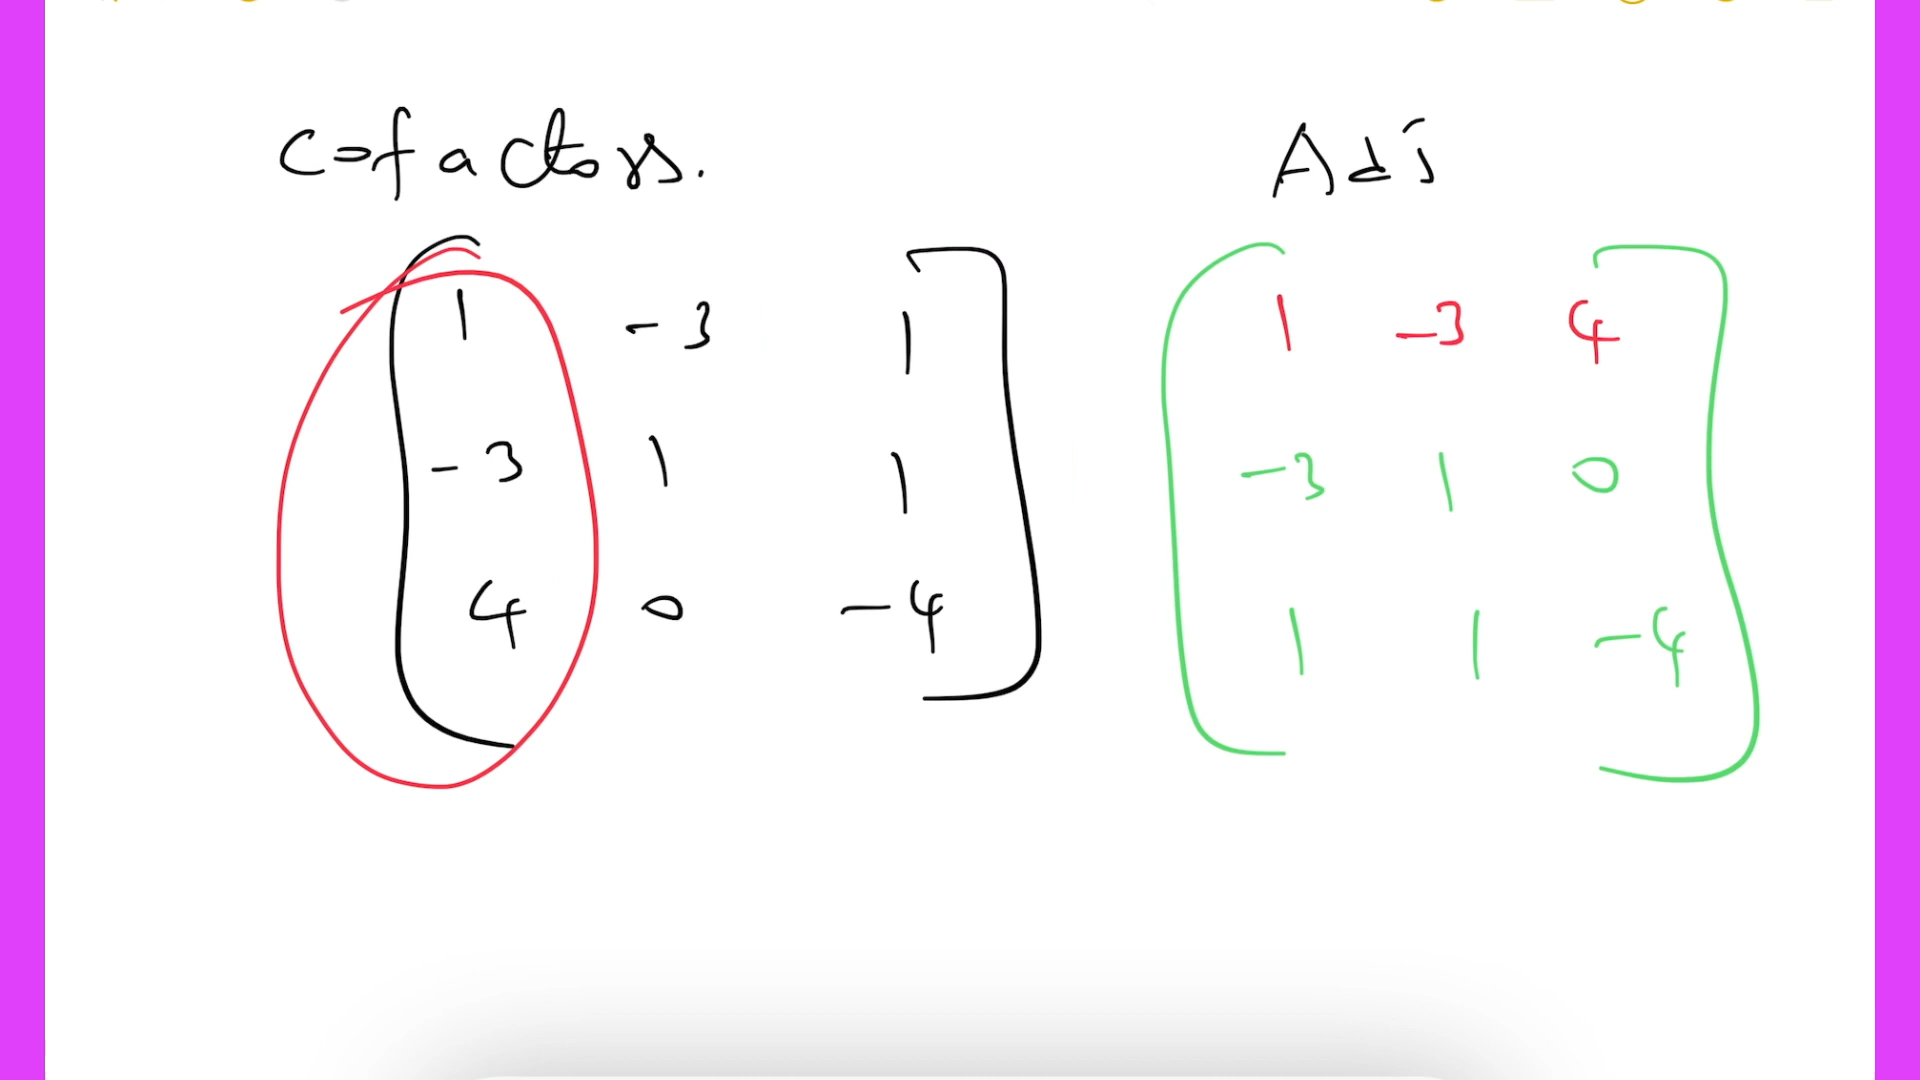 cofactors. Adj
1 -3 1 1 -3 4
-3 1 1 -3 1 0
4 0 -4 1 1 -4